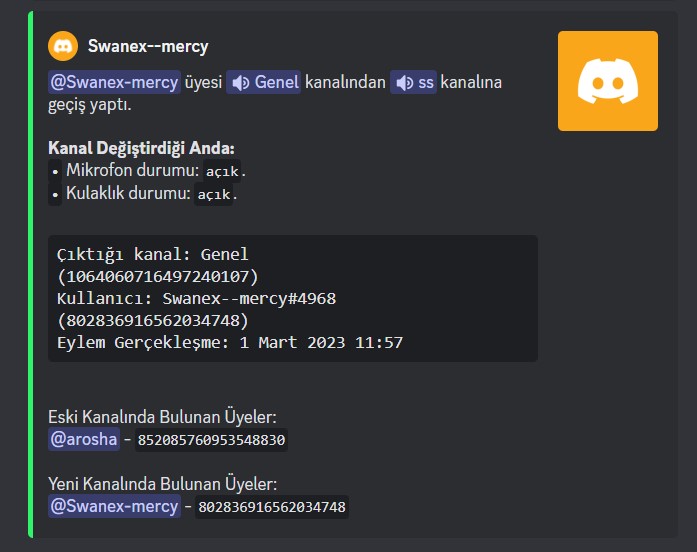 Swanex--mercy
@Swanex-mercy üyesi Genel kanalından ss kanalına
geçiş yaptı.
Kanal Değiştirdiği Anda:
• Mikrofon durumu: açık.
• Kulaklık durumu: açık.
Çıktığı kanal: Genel
(1064060716497240107)
Kullanıcı: Swanex--mercy#4968
(802836916562034748)
Eylem Gerçekleşme: 1 Mart 2023 11:57
Eski Kanalında Bulunan Üyeler:
@arosha - 852085760953548830
Yeni Kanalında Bulunan Üyeler:
@Swanex-mercy - 802836916562034748